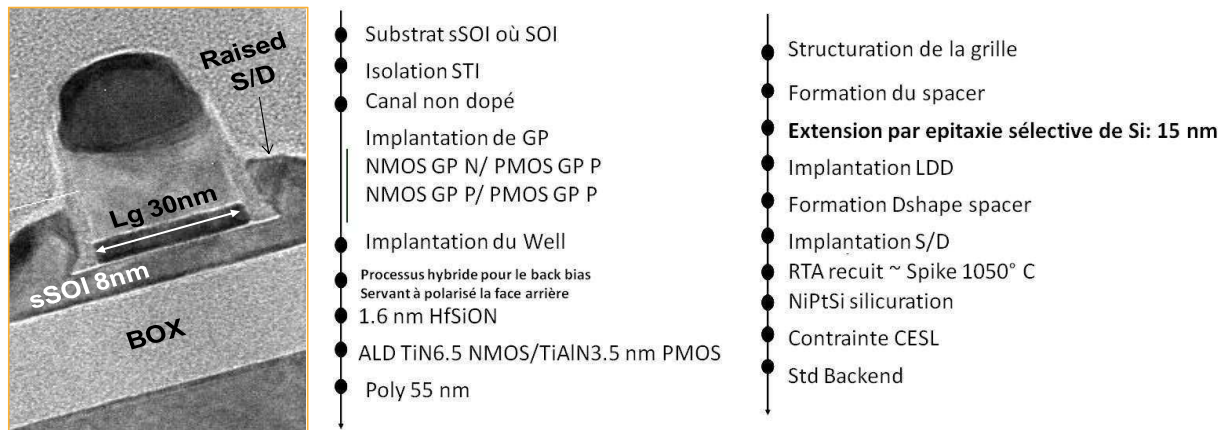 Raised
S/D
Lg 30nm
sSOI 8nm
BOX
Substrat sSOI où SOI
Isolation STI
Canal non dopé
Implantation de GP
NMOS GP N/ PMOS GP P
NMOS GP P/ PMOS GP P
Implantation du Well
Processus hybride pour le back bias
Servant à polarisé la face arrière
1.6 nm HfSiON
ALD TiN6.5 NMOS/TiAlN3.5 nm PMOS
Poly 55 nm
Structuration de la grille
Formation du spacer
Extension par epitaxie sélective de Si: 15 nm
Implantation LDD
Formation Dshape spacer
Implantation S/D
RTA recuit ~ Spike 1050° C
NiPtSi silicuration
Contrainte CESL
Std Backend